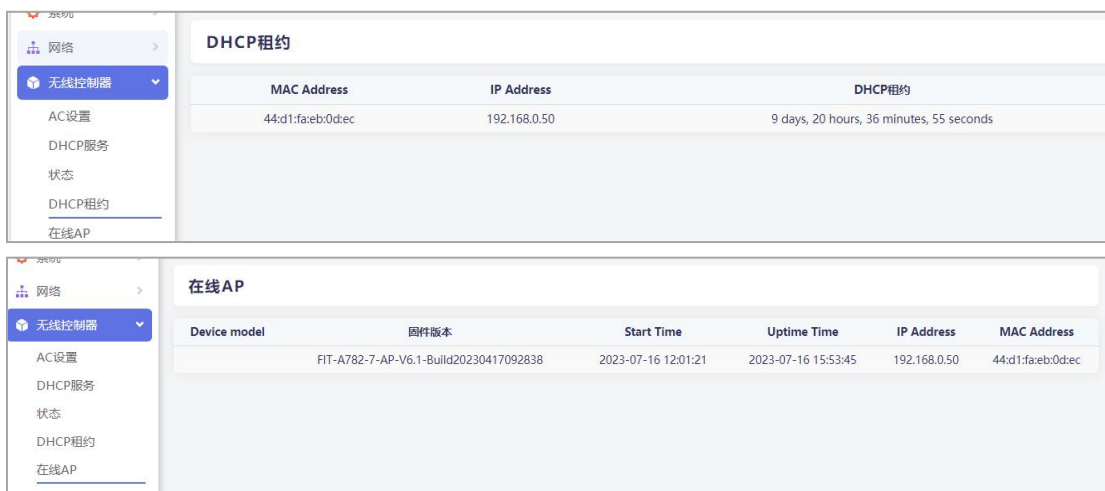 网络
DHCP租约
无线控制器
MAC Address IP Address DHCP租约
AC设置
44:d1:fa:eb:0d:ec 192.168.0.50 9 days, 20 hours, 36 minutes, 55 seconds
DHCP服务
状态
DHCP租约
在线AP
网络
在线AP
无线控制器
Device model 固件版本 Start Time Uptime Time IP Address MAC Address
AC设置
FIT-A782-7-AP-V6.1-Build20230417092838 2023-07-16 12:01:21 2023-07-16 15:53:45 192.168.0.50 44:d1:fa:eb:0d:ec
DHCP服务
状态
DHCP租约
在线AP